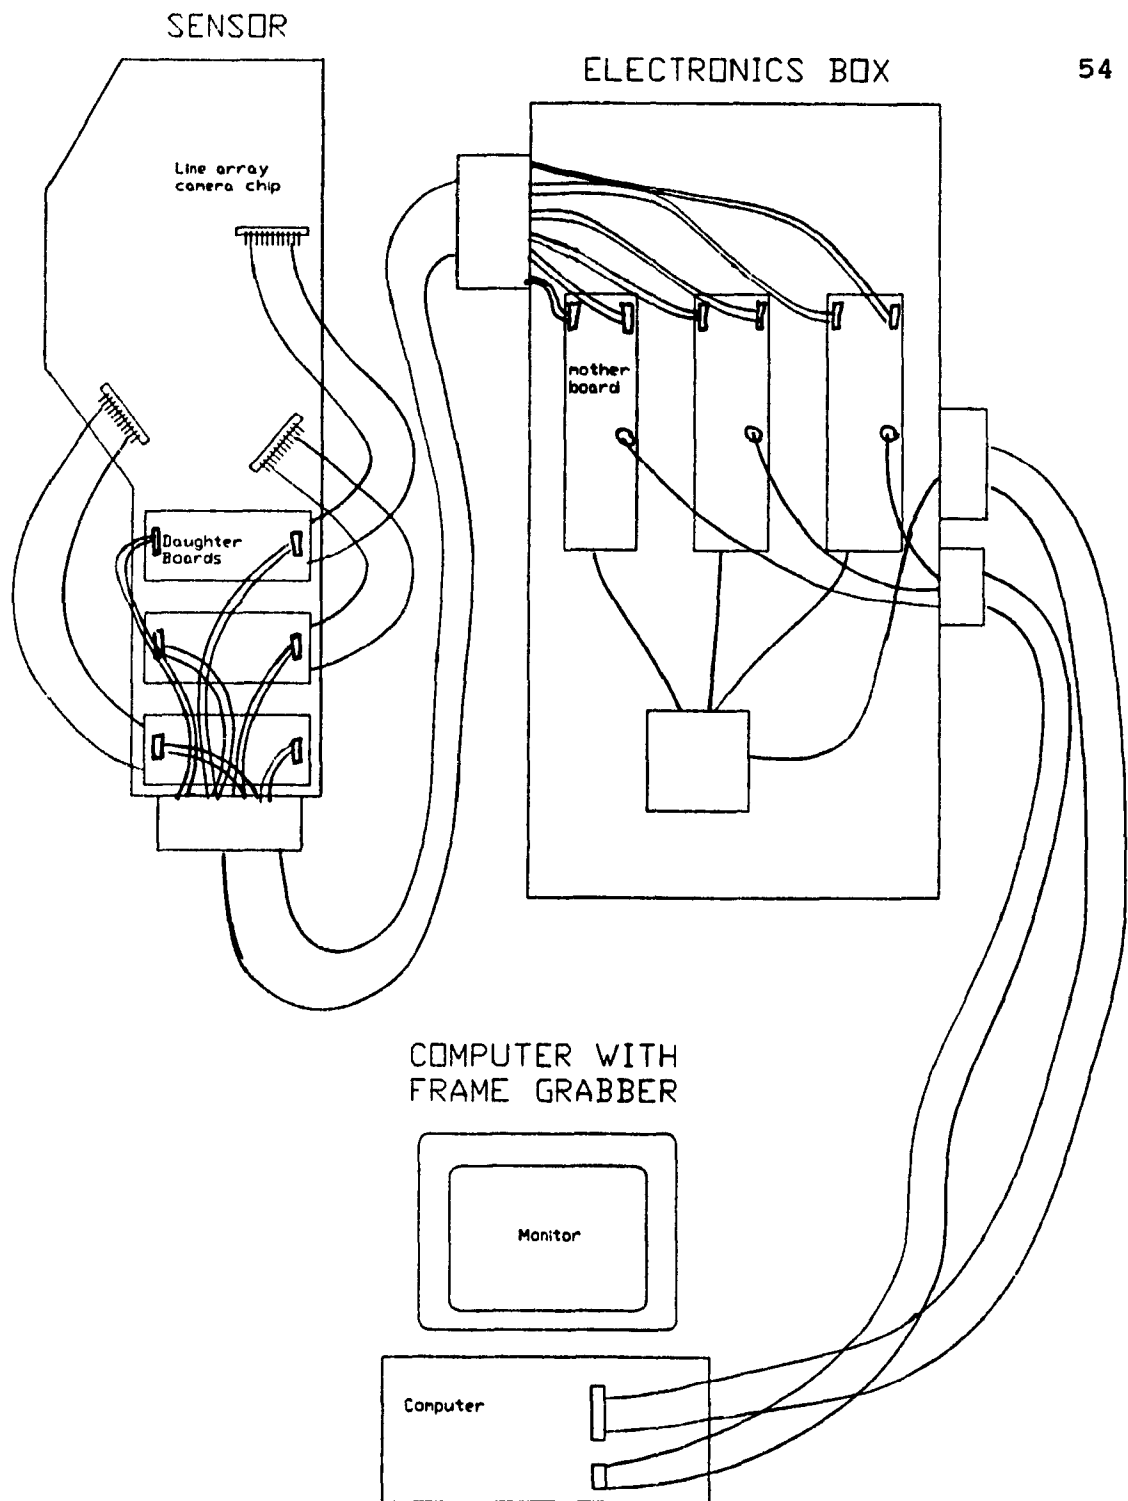 SENSOR
ELECTRONICS BOX
54
Line array
camera chip
mother
board
Daughter
Boards
COMPUTER WITH
FRAME GRABBER
Monitor
Computer